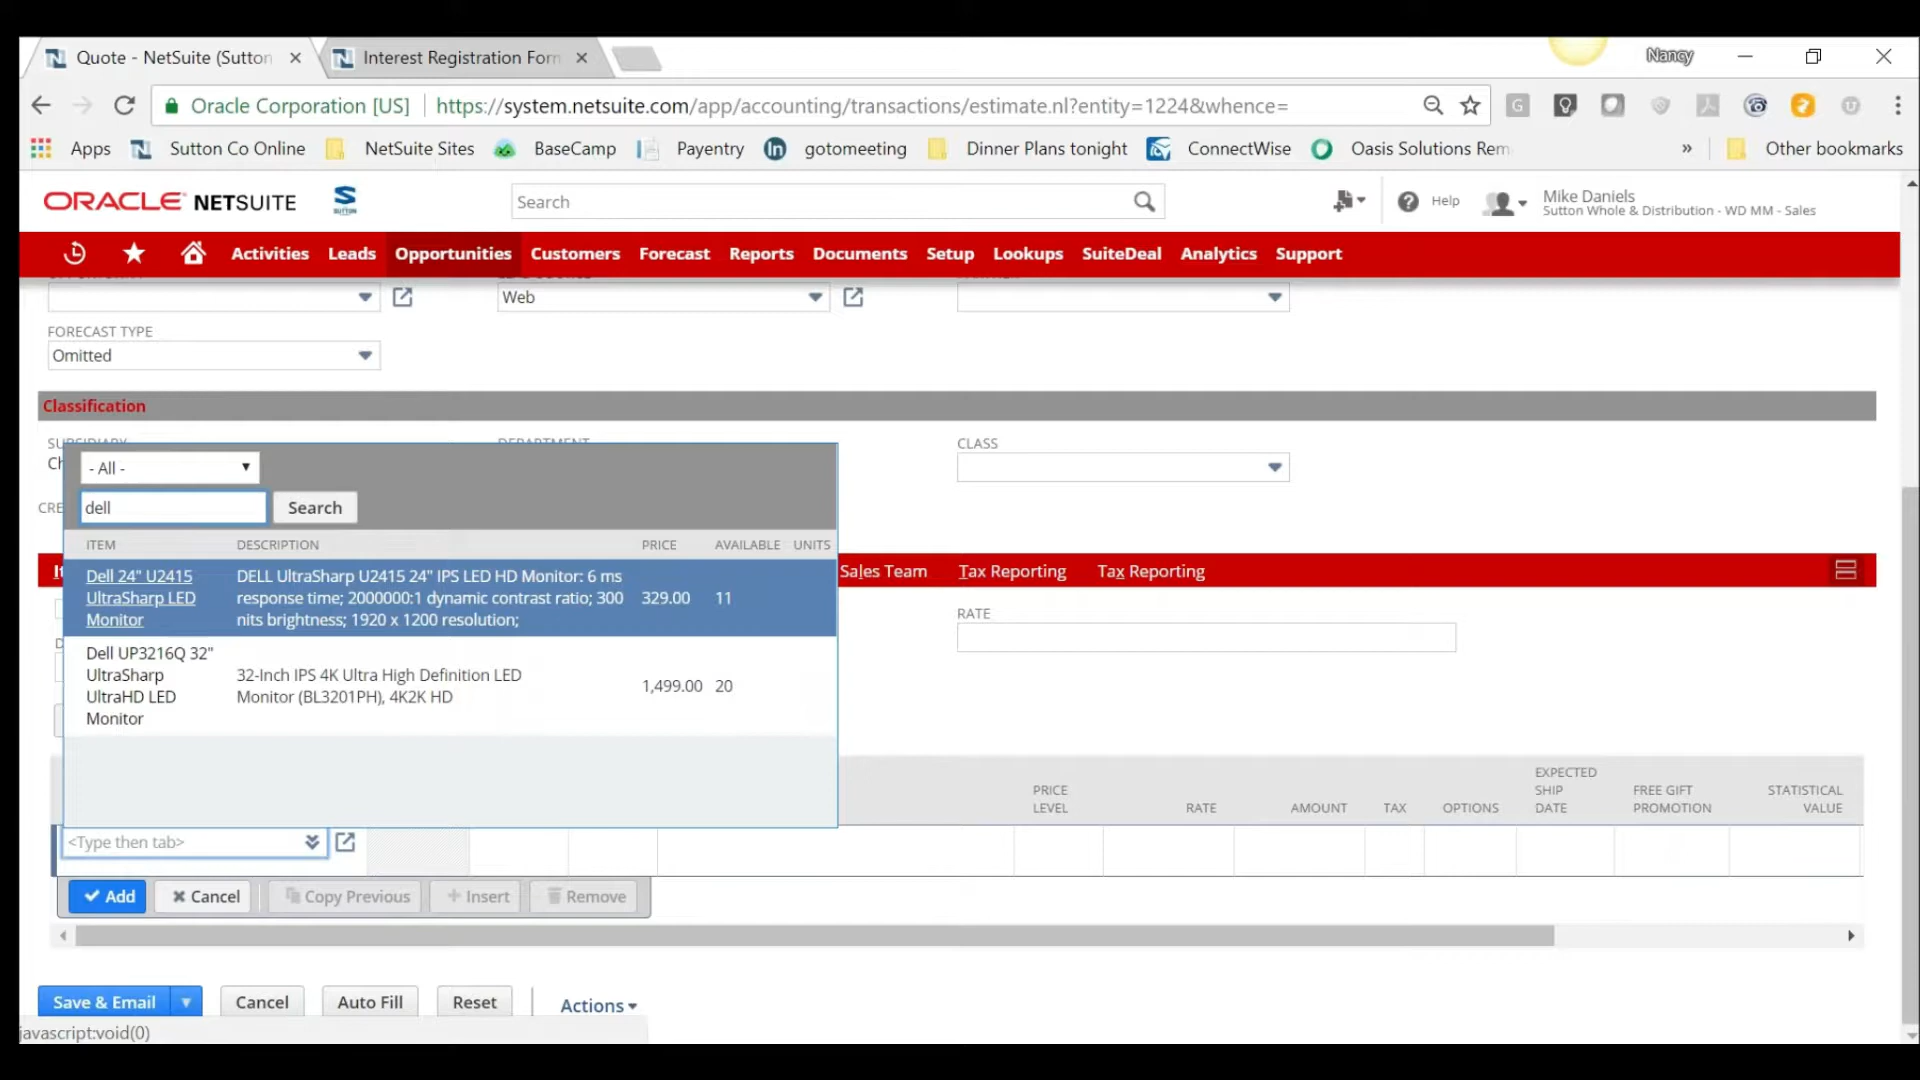 Quote - NetSuite (Sutton
Interest Registration Form
Nancy
Oracle Corporation [US]
https://system.netsuite.com/app/accounting/transactions/estimate.nl?entity=1224&whence=
Apps
Sutton Co Online
NetSuite Sites
BaseCamp
Payentry
gotomeeting
Dinner Plans tonight
ConnectWise
Oasis Solutions Rem
»
Other bookmarks
ORACLE NETSUITE
SUTTON
Search
Help
Mike Daniels
Sutton Whole & Distribution - WD MM - Sales
Activities
Leads
Opportunities
Customers
Forecast
Reports
Documents
Setup
Lookups
SuiteDeal
Analytics
Support
Web
FORECAST TYPE
Omitted
Classification
SUBSIDIARY
DEPARTMENT
CLASS
Ch
CRE
- All -
dell
Search
ITEM
DESCRIPTION
PRICE
AVAILABLE
UNITS
Dell 24" U2415
UltraSharp LED
Monitor
DELL UltraSharp U2415 24" IPS LED HD Monitor: 6 ms
response time; 2000000:1 dynamic contrast ratio; 300
nits brightness; 1920 x 1200 resolution;
329.00
11
Dell UP3216Q 32"
UltraSharp
UltraHD LED
Monitor
32-Inch IPS 4K Ultra High Definition LED
Monitor (BL3201PH), 4K2K HD
1,499.00
20
It
Sales Team
Tax Reporting
Tax Reporting
D
RATE
PRICE
LEVEL
RATE
AMOUNT
TAX
OPTIONS
EXPECTED
SHIP
DATE
FREE GIFT
PROMOTION
STATISTICAL
VALUE
<Type then tab>
Add
Cancel
Copy Previous
Insert
Remove
Save & Email
Cancel
Auto Fill
Reset
Actions
javascript:void(0)